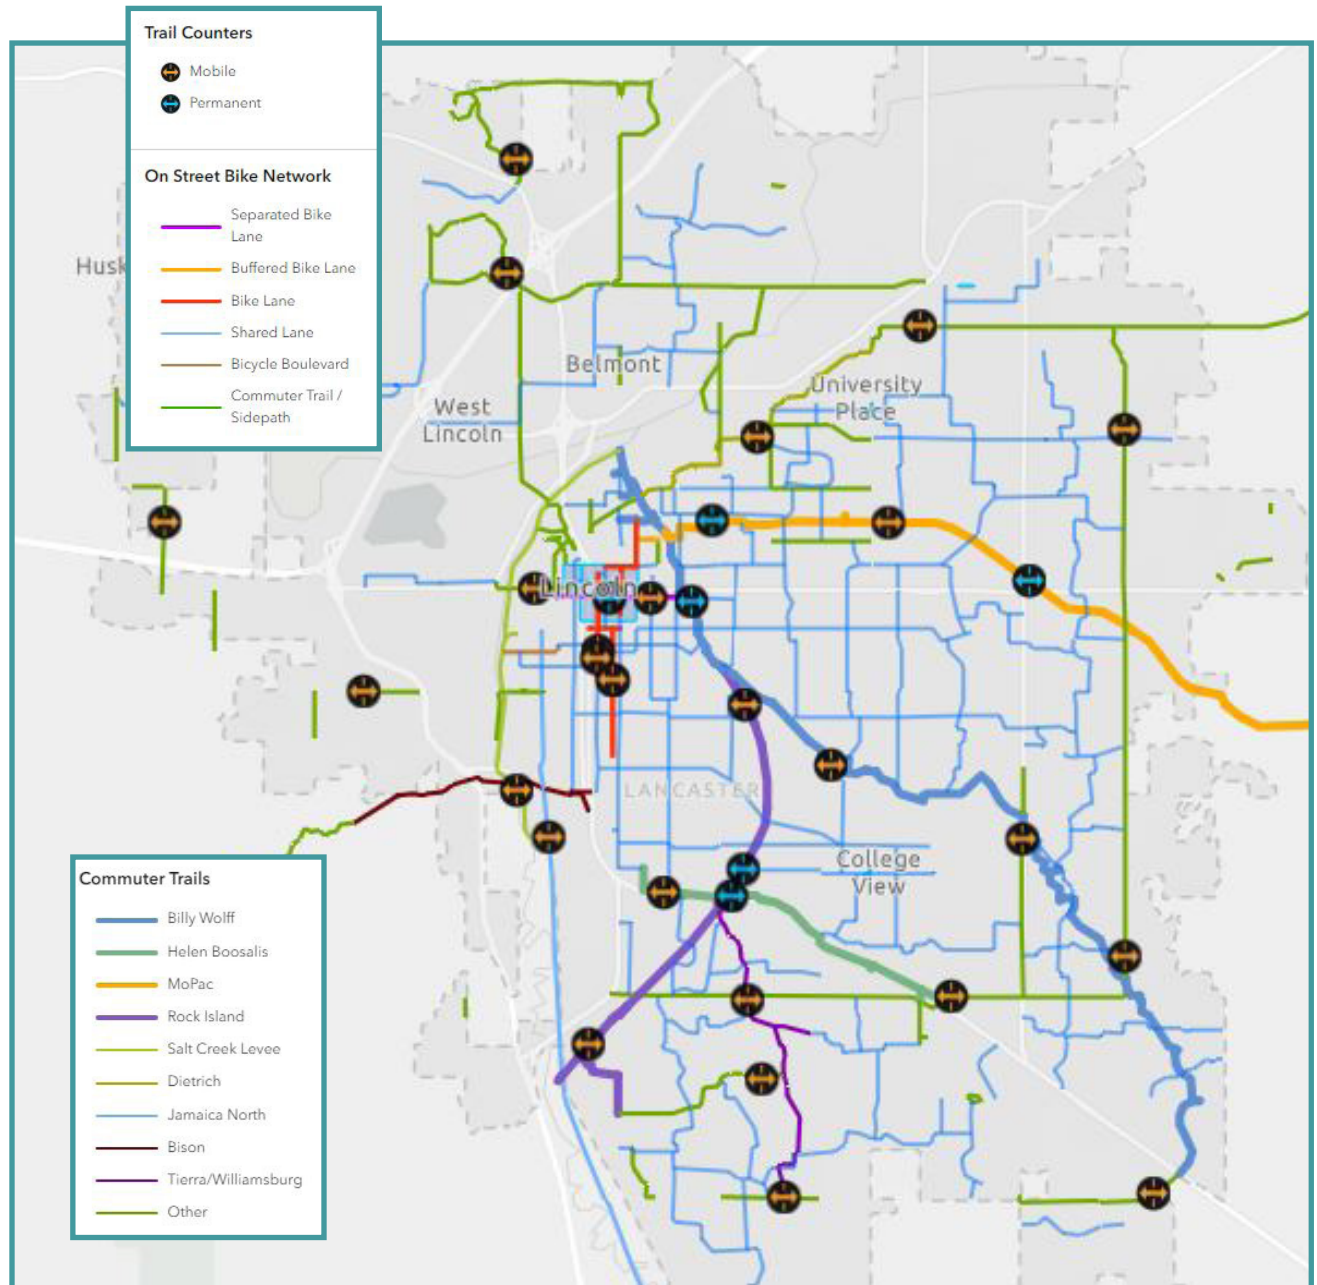 Trail Counters
Mobile
Permanent
On Street Bike Network
Separated Bike
Lane
Buffered Bike Lane
Bike Lane
Shared Lane
Bicycle Boulevard
Commuter Trail /
Sidepath
Husk
Belmont
University
Place
West
Lincoln
Lincoln
LANCASTER
College
View
Commuter Trails
Billy Wolff
Helen Boosalis
MoPac
Rock Island
Salt Creek Levee
Dietrich
Jamaica North
Bison
Tierra/Williamsburg
Other